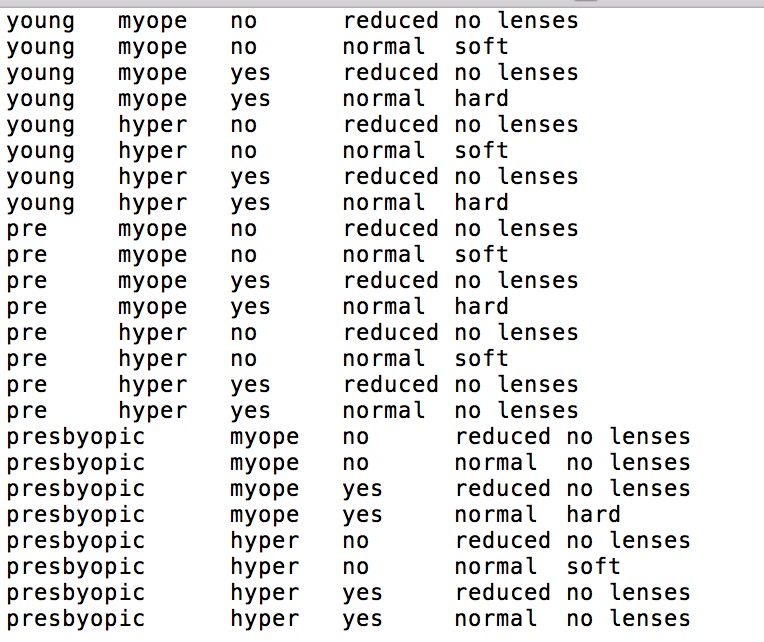 young myope no reduced no lenses
young myope no normal soft
young myope yes reduced no lenses
young myope yes normal hard
young hyper no reduced no lenses
young hyper no normal soft
young hyper yes reduced no lenses
young hyper yes normal hard
pre myope no reduced no lenses
pre myope no normal soft
pre myope yes reduced no lenses
pre myope yes normal hard
pre hyper no reduced no lenses
pre hyper no normal soft
pre hyper yes reduced no lenses
pre hyper yes normal no lenses
presbyopic myope no reduced no lenses
presbyopic myope no normal no lenses
presbyopic myope yes reduced no lenses
presbyopic myope yes normal hard
presbyopic hyper no reduced no lenses
presbyopic hyper no normal soft
presbyopic hyper yes reduced no lenses
presbyopic hyper yes normal no lenses